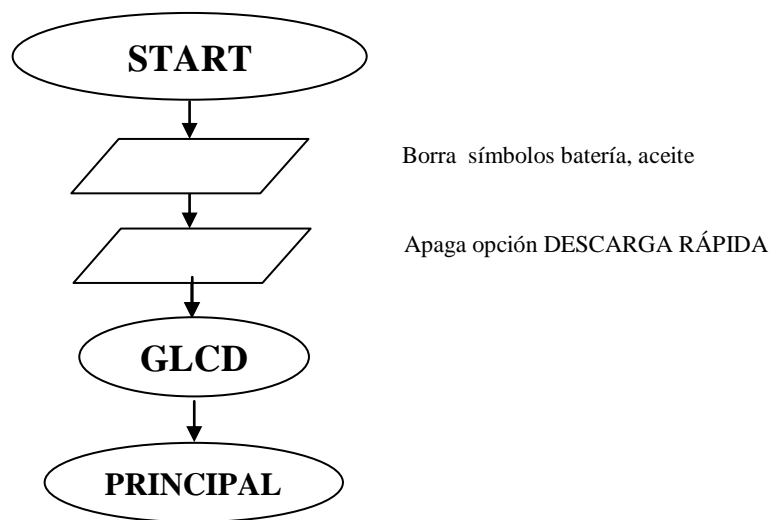 START
Borra símbolos batería, aceite
Apaga opción DESCARGA RÁPIDA
GLCD
PRINCIPAL